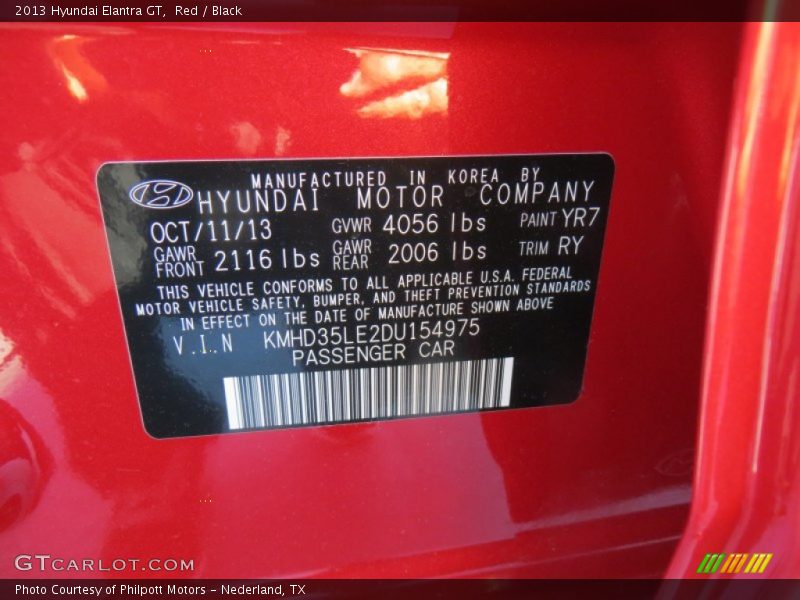 2013 Hyundai Elantra GT, Red / Black
MANUFACTURED IN KOREA BY
HYUNDAI MOTOR COMPANY
OCT/11/13 GVWR 4056 lbs PAINT YR7
GAWR FRONT 2116 lbs GAWR REAR 2006 lbs TRIM RY
THIS VEHICLE CONFORMS TO ALL APPLICABLE U.S.A. FEDERAL
MOTOR VEHICLE SAFETY, BUMPER, AND THEFT PREVENTION STANDARDS
IN EFFECT ON THE DATE OF MANUFACTURE SHOWN ABOVE
V.I.N KMHD35LE2DU154975
PASSENGER CAR
GTCARLOT.COM
Photo Courtesy of Philpott Motors - Nederland, TX